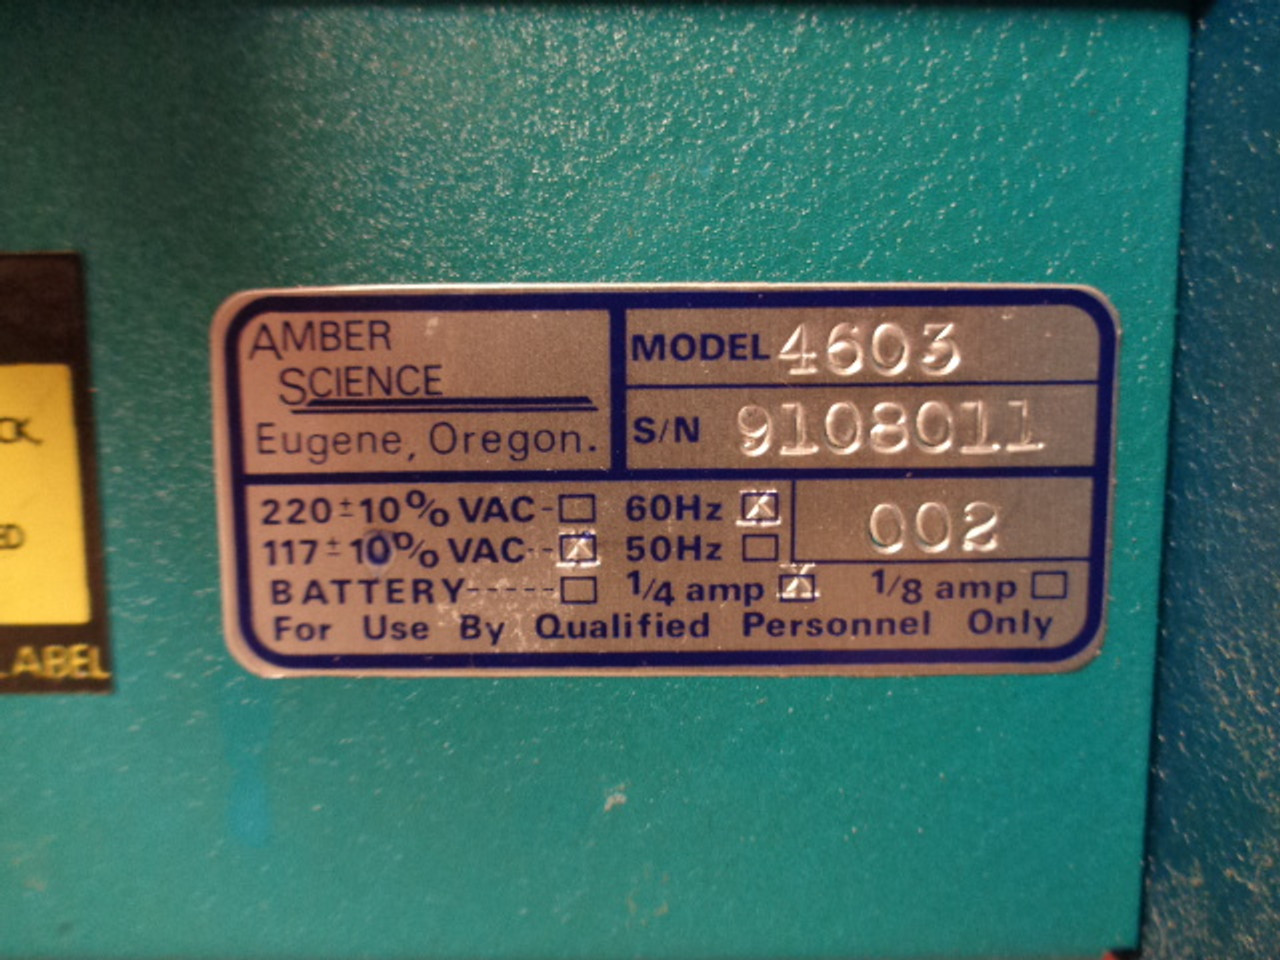 AMBER
SCIENCE
Eugene, Oregon.
MODEL 4603
S/N 9108011
220±10% VAC-☐ 60Hz ☒
002
117±10% VAC--☒ 50Hz ☐
BATTERY-----☐ 1/4 amp ☒ 1/8 amp ☐
For Use By Qualified Personnel Only
LABEL